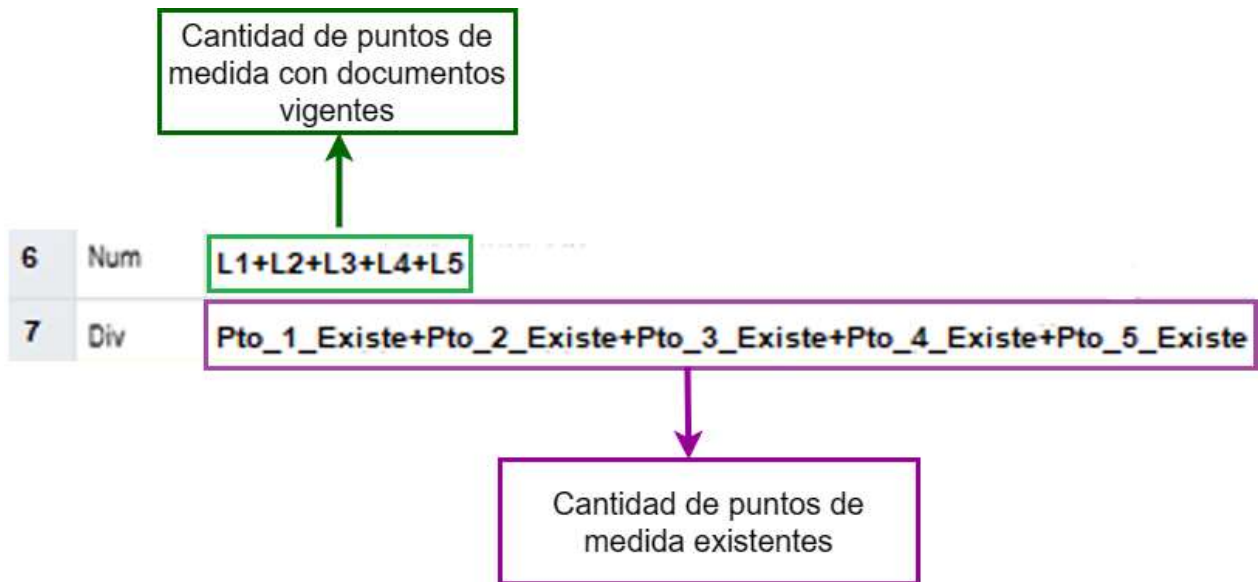 Cantidad de puntos de
medida con documentos
vigentes
6 Num L1+L2+L3+L4+L5
7 Div Pto_1_Existe+Pto_2_Existe+Pto_3_Existe+Pto_4_Existe+Pto_5_Existe
Cantidad de puntos de
medida existentes